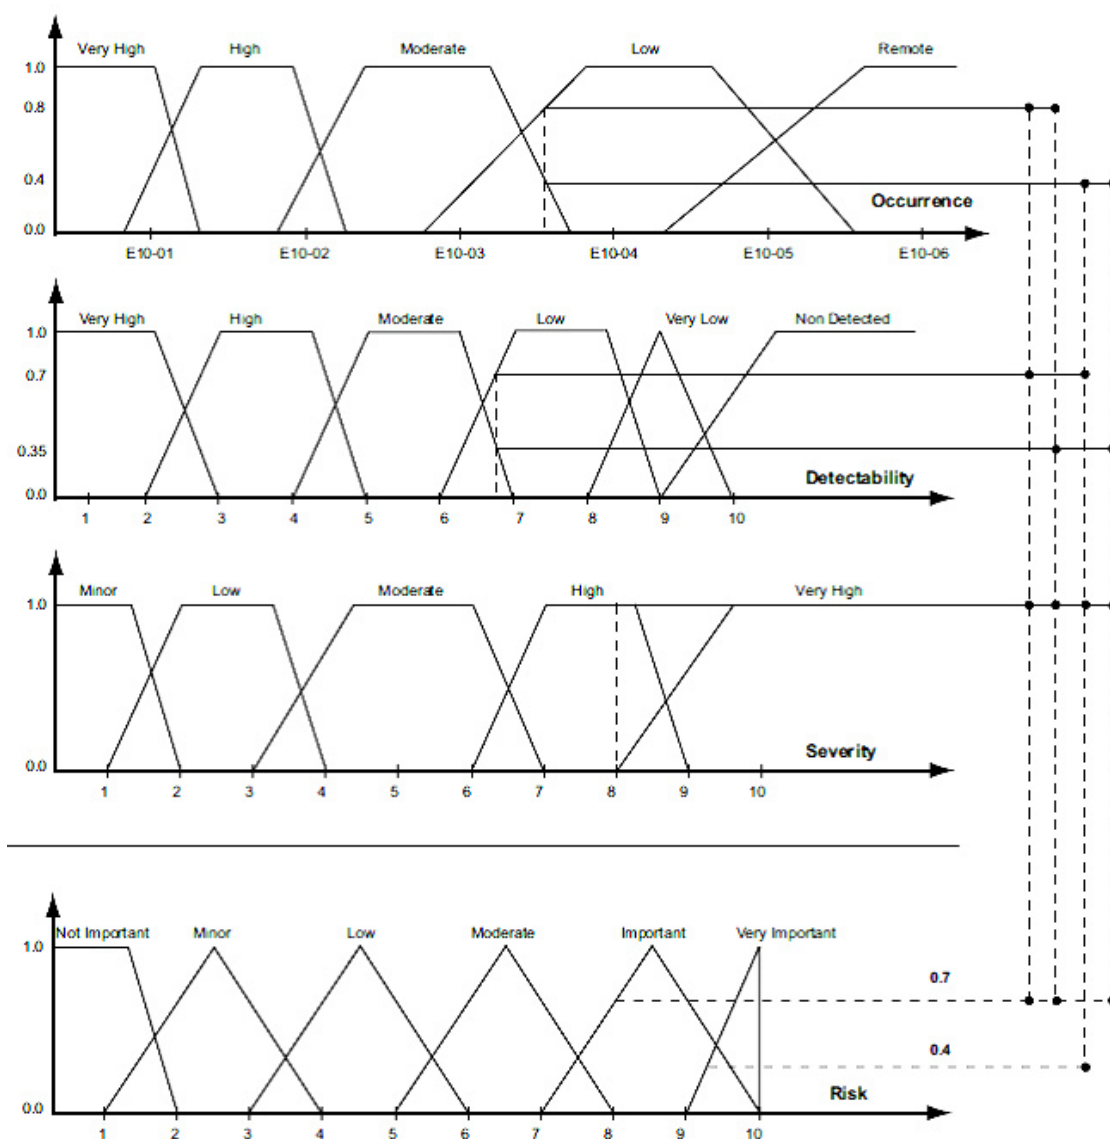 Very High High Moderate Low Remote
1.0
0.8
0.4
Occurrence
0.0
E10-01 E10-02 E10-03 E10-04 E10-05 E10-06
Very High High Moderate Low Very Low Non Detected
1.0
0.7
0.35
Detectability
0.0
1 2 3 4 5 6 7 8 9 10
Minor Low Moderate High Very High
1.0
Severity
0.0
1 2 3 4 5 6 7 8 9 10
Not Important Minor Low Moderate Important Very Important
1.0
0.7
0.4
Risk
0.0
1 2 3 4 5 6 7 8 9 10